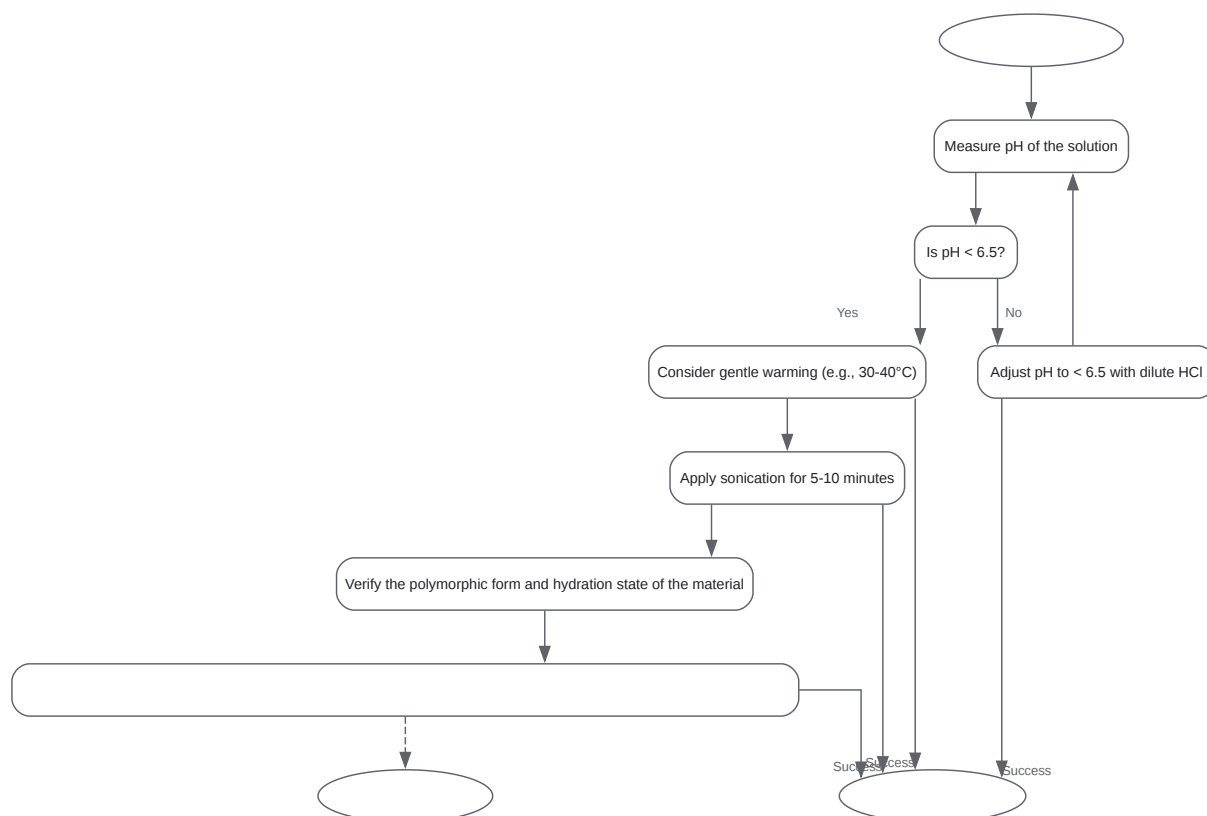 Measure pH of the solution
Is pH < 6.5?
Yes
No
Consider gentle warming (e.g., 30-40°C)
Adjust pH to < 6.5 with dilute HCl
Apply sonication for 5-10 minutes
Verify the polymorphic form and hydration state of the material
Success
Success
Success